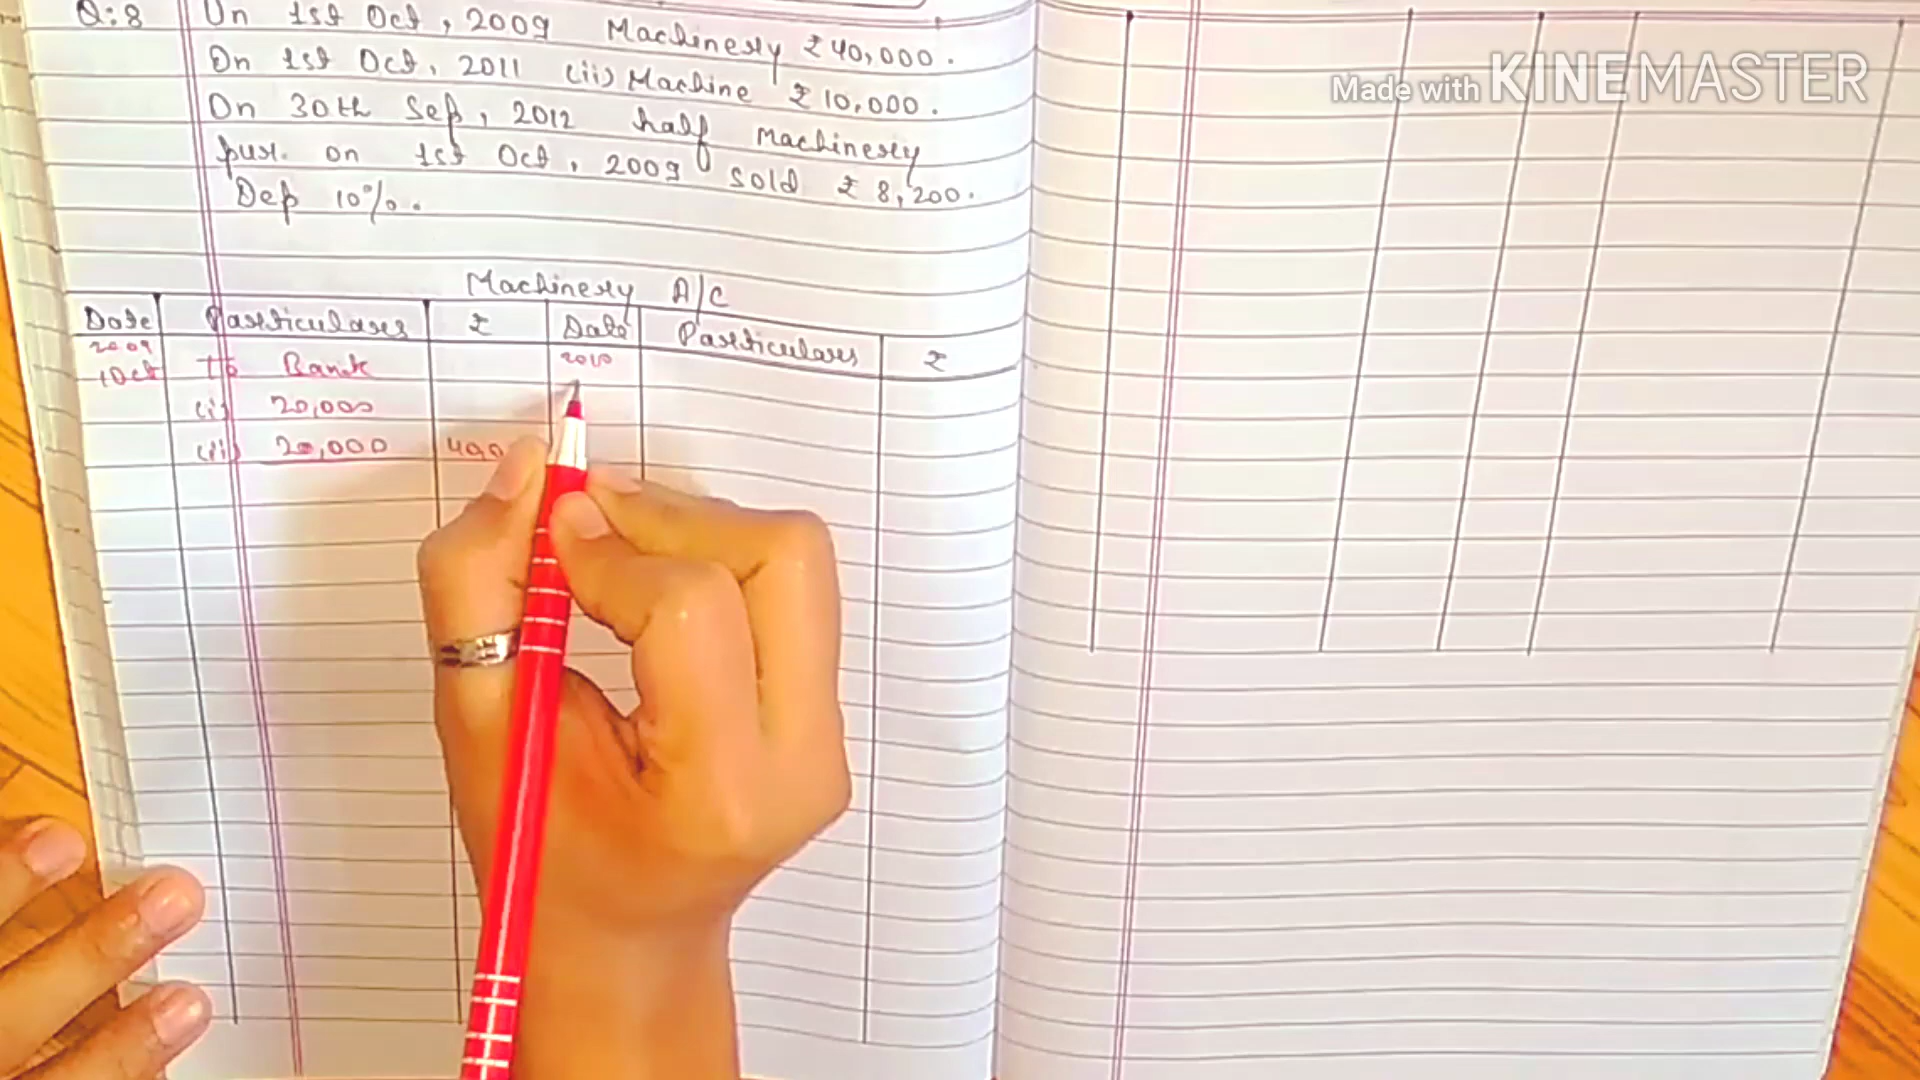 Q:8 On 1st Oct, 2009 Machinery ₹40,000.
On 1st Oct, 2011 (ii) Machine ₹10,000.
On 30th Sep, 2012 half Machinery
pur. on 1st Oct, 2009 sold ₹8,200.
Dep 10%.
Machinery A/C
Date Particulars ₹ Date Particulars ₹
2009 2010
1 Oct To Bank
(i) 20,000
(ii) 20,000
Made with KINEMASTER